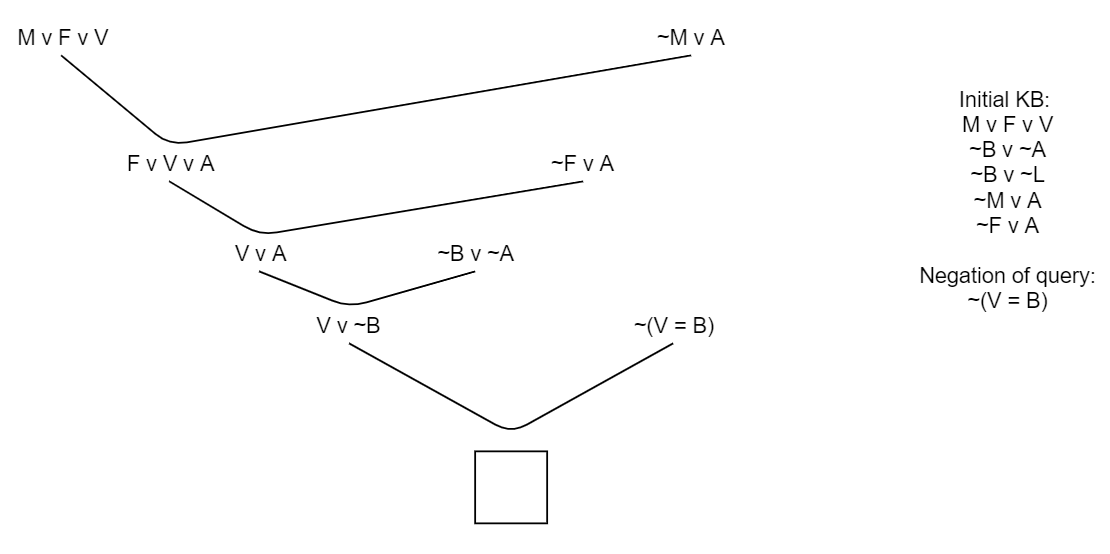 M v F v V
~M v A
F v V v A
~F v A
V v A
~B v ~A
V v ~B
~(V = B)
Initial KB:
M v F v V
~B v ~A
~B v ~L
~M v A
~F v A
Negation of query:
~(V = B)